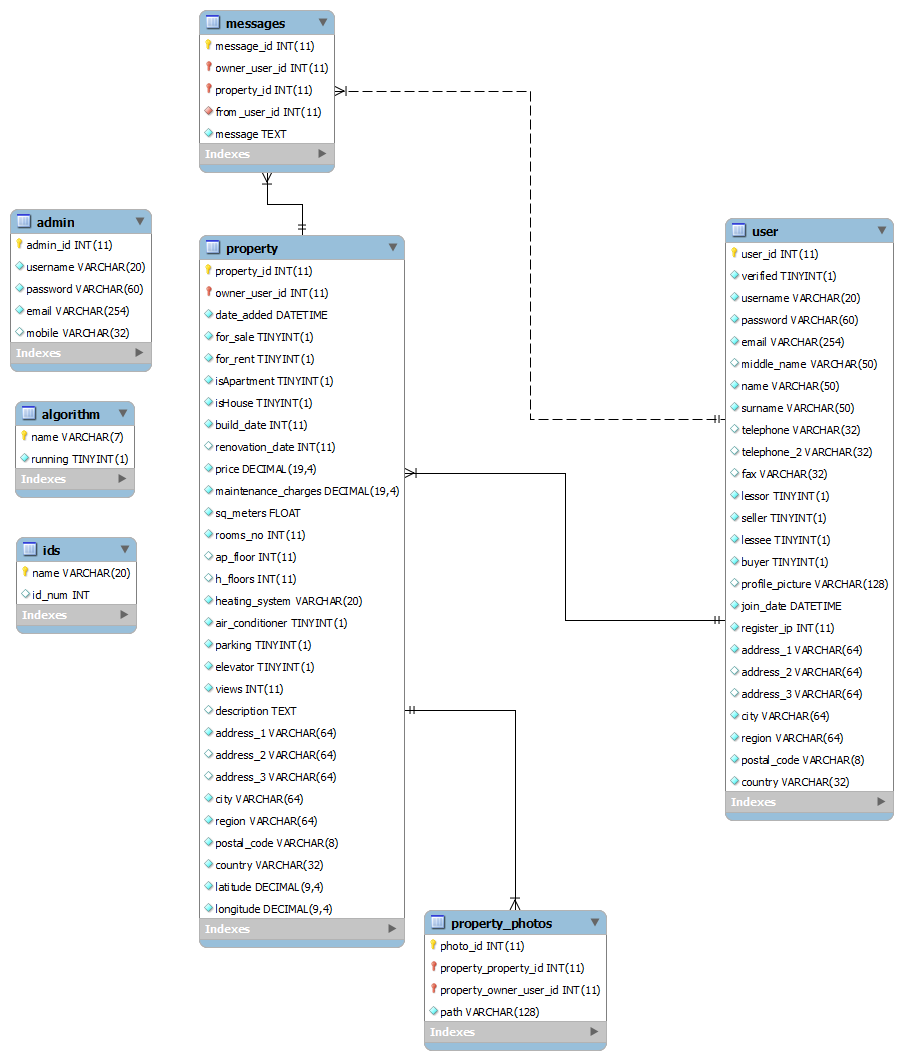 messages
message_id INT(11)
owner_user_id INT(11)
property_id INT(11)
from_user_id INT(11)
message TEXT
Indexes
admin
admin_id INT(11)
username VARCHAR(20)
password VARCHAR(60)
email VARCHAR(254)
mobile VARCHAR(32)
Indexes
algorithm
name VARCHAR(7)
running TINYINT(1)
Indexes
ids
name VARCHAR(20)
id_num INT
Indexes
property
property_id INT(11)
owner_user_id INT(11)
date_added DATETIME
for_sale TINYINT(1)
for_rent TINYINT(1)
isApartment TINYINT(1)
isHouse TINYINT(1)
build_date INT(11)
renovation_date INT(11)
price DECIMAL(19,4)
maintenance_charges DECIMAL(19,4)
sq_meters FLOAT
rooms_no INT(11)
ap_floor INT(11)
h_floors INT(11)
heating_system VARCHAR(20)
air_conditioner TINYINT(1)
parking TINYINT(1)
elevator TINYINT(1)
views INT(11)
description TEXT
address_1 VARCHAR(64)
address_2 VARCHAR(64)
address_3 VARCHAR(64)
city VARCHAR(64)
region VARCHAR(64)
postal_code VARCHAR(8)
country VARCHAR(32)
latitude DECIMAL(9,4)
longitude DECIMAL(9,4)
Indexes
user
user_id INT(11)
verified TINYINT(1)
username VARCHAR(20)
password VARCHAR(60)
email VARCHAR(254)
middle_name VARCHAR(50)
name VARCHAR(50)
surname VARCHAR(50)
telephone VARCHAR(32)
telephone_2 VARCHAR(32)
fax VARCHAR(32)
lessor TINYINT(1)
seller TINYINT(1)
lessee TINYINT(1)
buyer TINYINT(1)
profile_picture VARCHAR(128)
join_date DATETIME
register_ip INT(11)
address_1 VARCHAR(64)
address_2 VARCHAR(64)
address_3 VARCHAR(64)
city VARCHAR(64)
region VARCHAR(64)
postal_code VARCHAR(8)
country VARCHAR(32)
Indexes
property_photos
photo_id INT(11)
property_property_id INT(11)
property_owner_user_id INT(11)
path VARCHAR(128)
Indexes